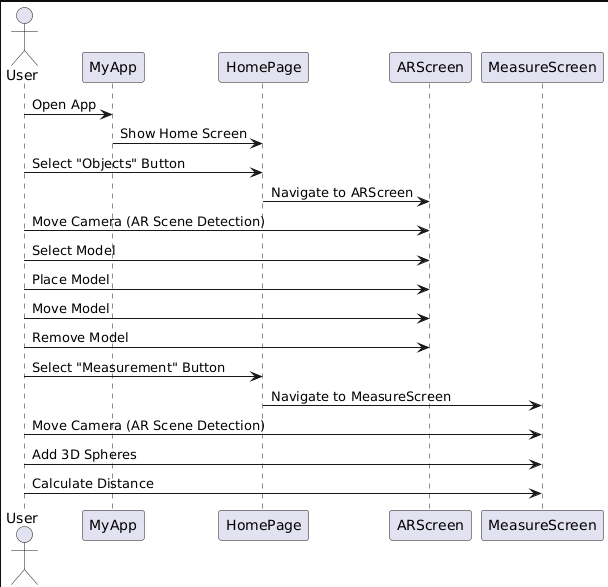 User
MyApp HomePage ARScreen MeasureScreen
Open App
Show Home Screen
Select "Objects" Button
Navigate to ARScreen
Move Camera (AR Scene Detection)
Select Model
Place Model
Move Model
Remove Model
Select "Measurement" Button
Navigate to MeasureScreen
Move Camera (AR Scene Detection)
Add 3D Spheres
Calculate Distance
User
MyApp HomePage ARScreen MeasureScreen